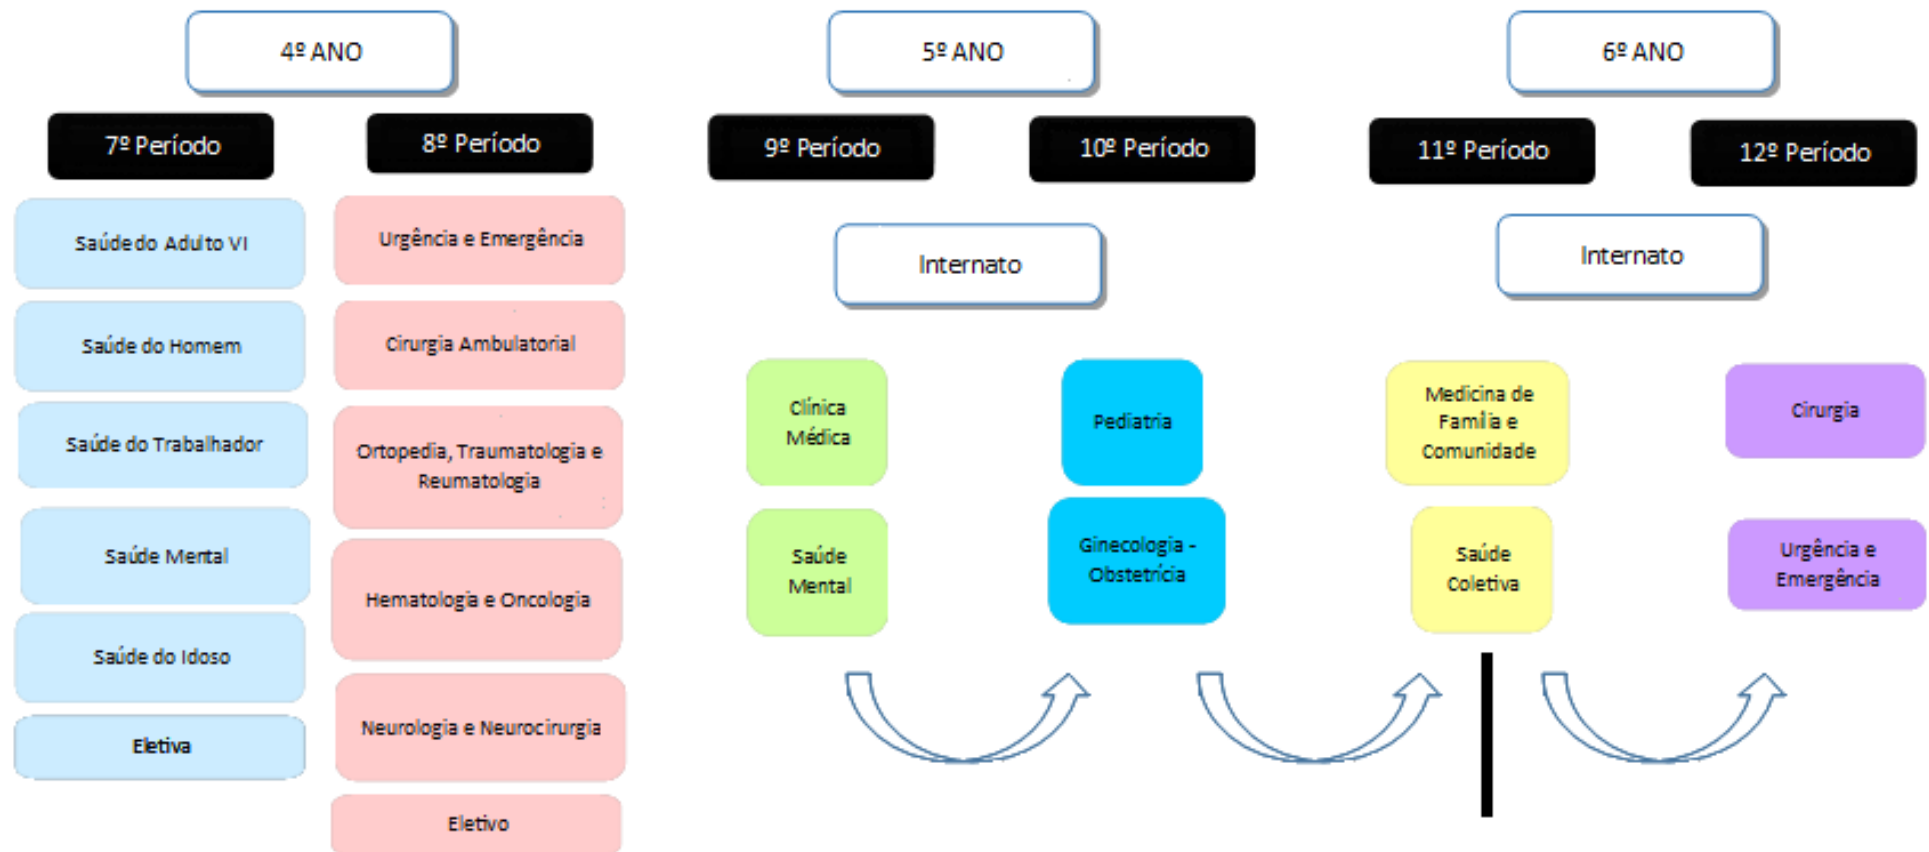 4º ANO
5º ANO
6º ANO
7º Período
8º Período
9º Período
10º Período
11º Período
12º Período
Internato
Internato
Saúde do Adulto VI
Saúde do Homem
Saúde do Trabalhador
Saúde Mental
Saúde do Idoso
Eletiva
Urgência e Emergência
Cirurgia Ambulatorial
Ortopedia, Traumatologia e
Reumatologia
Hematologia e Oncologia
Neurologia e Neurocirurgia
Eletivo
Clínica
Médica
Saúde
Mental
Pediatria
Ginecologia -
Obstetrícia
Medicina de
Família e
Comunidade
Saúde
Coletiva
Cirurgia
Urgência e
Emergência